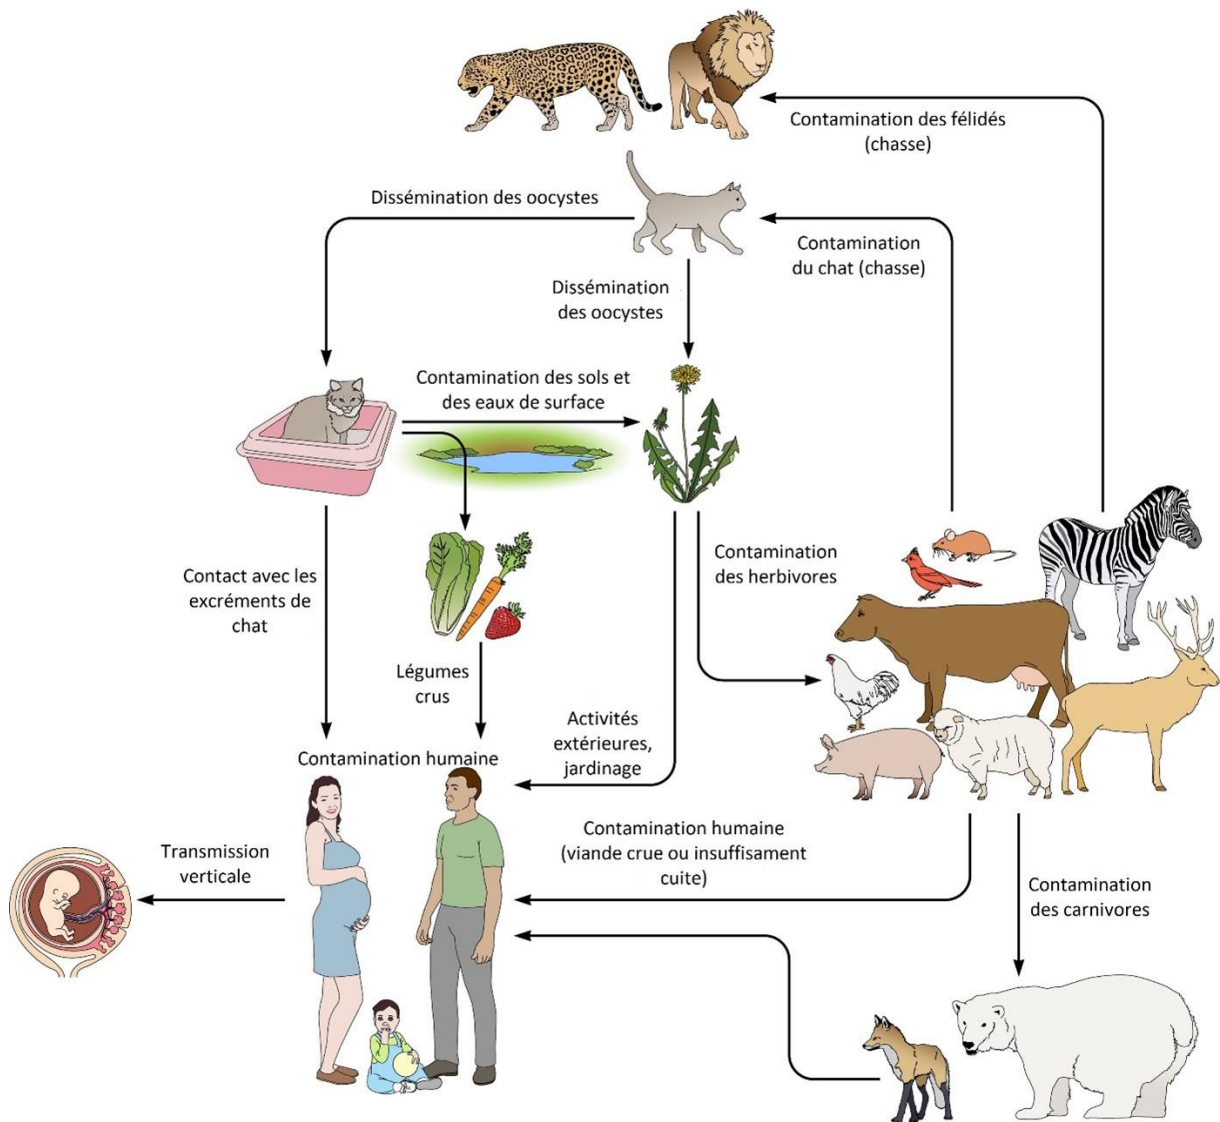 Contamination des félidés
(chasse)
Dissémination des oocystes
Contamination
du chat (chasse)
Dissémination
des oocystes
Contamination des sols et
des eaux de surface
Contamination
des herbivores
Contact avec les
excréments de
chat
Légumes
crus
Activités
extérieures,
jardinage
Contamination humaine
Contamination humaine
(viande crue ou insuffisament
cuite)
Transmission
verticale
Contamination
des carnivores